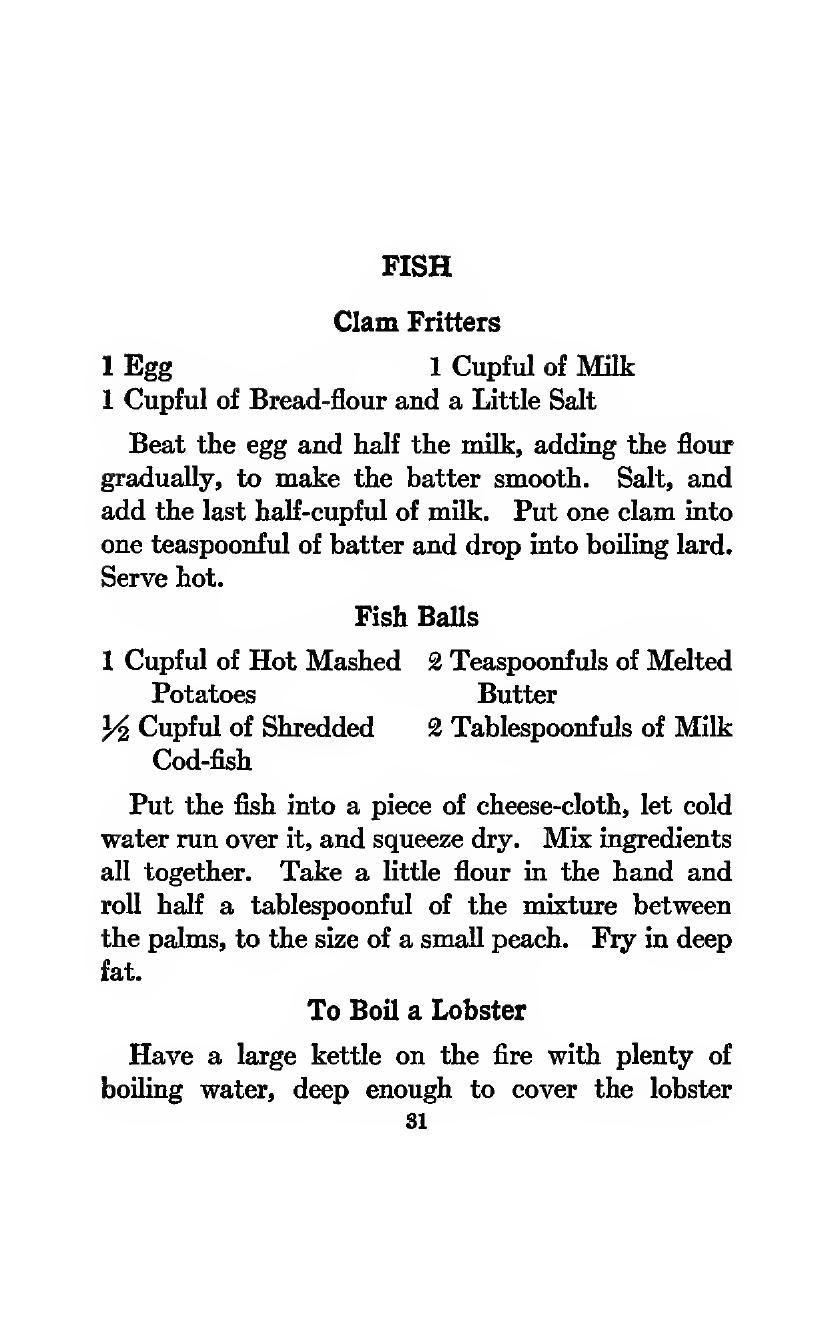 FISH
Clam Fritters
1 Egg 1 Cupful of Milk
1 Cupful of Bread-flour and a Little Salt
Beat the egg and half the milk, adding the flour
gradually, to make the batter smooth. Salt, and
add the last half-cupful of milk. Put one clam into
one teaspoonful of batter and drop into boiling lard.
Serve hot.
Fish Balls
1 Cupful of Hot Mashed 2 Teaspoonfuls of Melted
Potatoes Butter
½ Cupful of Shredded 2 Tablespoonfuls of Milk
Cod-fish
Put the fish into a piece of cheese-cloth, let cold
water run over it, and squeeze dry. Mix ingredients
all together. Take a little flour in the hand and
roll half a tablespoonful of the mixture between
the palms, to the size of a small peach. Fry in deep
fat.
To Boil a Lobster
Have a large kettle on the fire with plenty of
boiling water, deep enough to cover the lobster
31